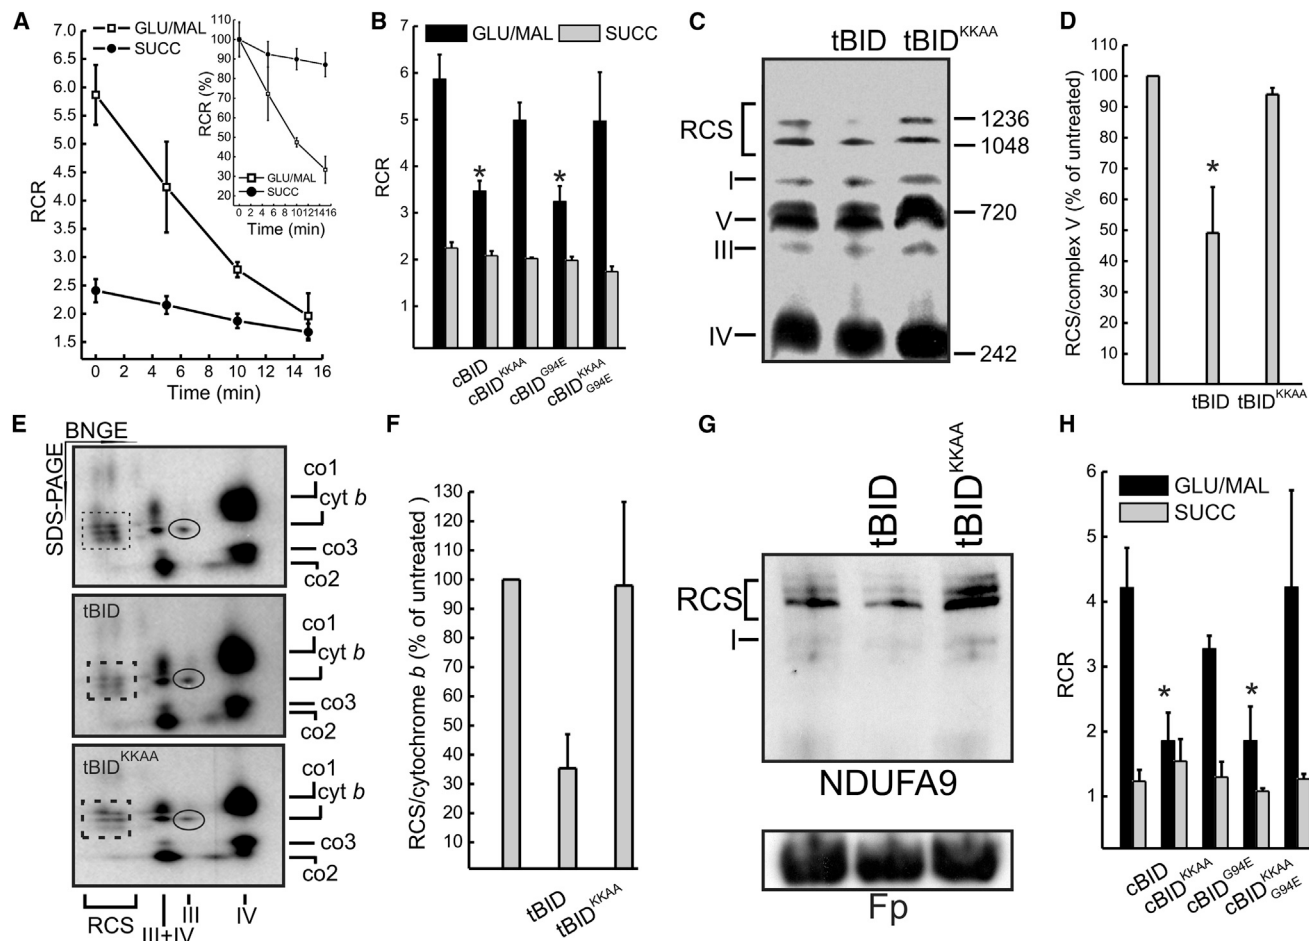 A
GLU/MAL
SUCC
RCR
7.0
6.5
6.0
5.5
5.0
4.5
4.0
3.5
3.0
2.5
2.0
1.5
0 2 4 6 8 10 12 14 16
Time (min)
RCR (%)
110
100
90
80
70
60
50
40
30
20
GLU/MAL
SUCC
0 2 4 6 8 10 12 14 16
Time (min)
B
GLU/MAL SUCC
RCR
8
7
6
5
4
3
2
1
* *
cBID
cBID^KKAA
cBID^G94E
cBID^KKAA G94E
C
tBID tBID^KKAA
RCS
I
V
III
IV
1236
1048
720
242
D
RCS/complex V (% of untreated)
110
100
90
80
70
60
50
40
30
20
10
*
tBID tBID^KKAA
E
BNGE
SDS-PAGE
co1
cyt b
co3
co2
tBID
co1
cyt b
co3
co2
tBID^KKAA
co1
cyt b
co3
co2
RCS
III+IV
III
IV
F
RCS/cytochrome b (% of untreated )
130
120
110
100
90
80
70
60
50
40
30
20
10
tBID
tBID^KKAA
G
tBID
tBID^KKAA
RCS
I
NDUFA9
Fp
H
GLU/MAL
SUCC
RCR
6
5
4
3
2
1
* *
cBID
cBID^KKAA
cBID^G94E
cBID^KKAA G94E